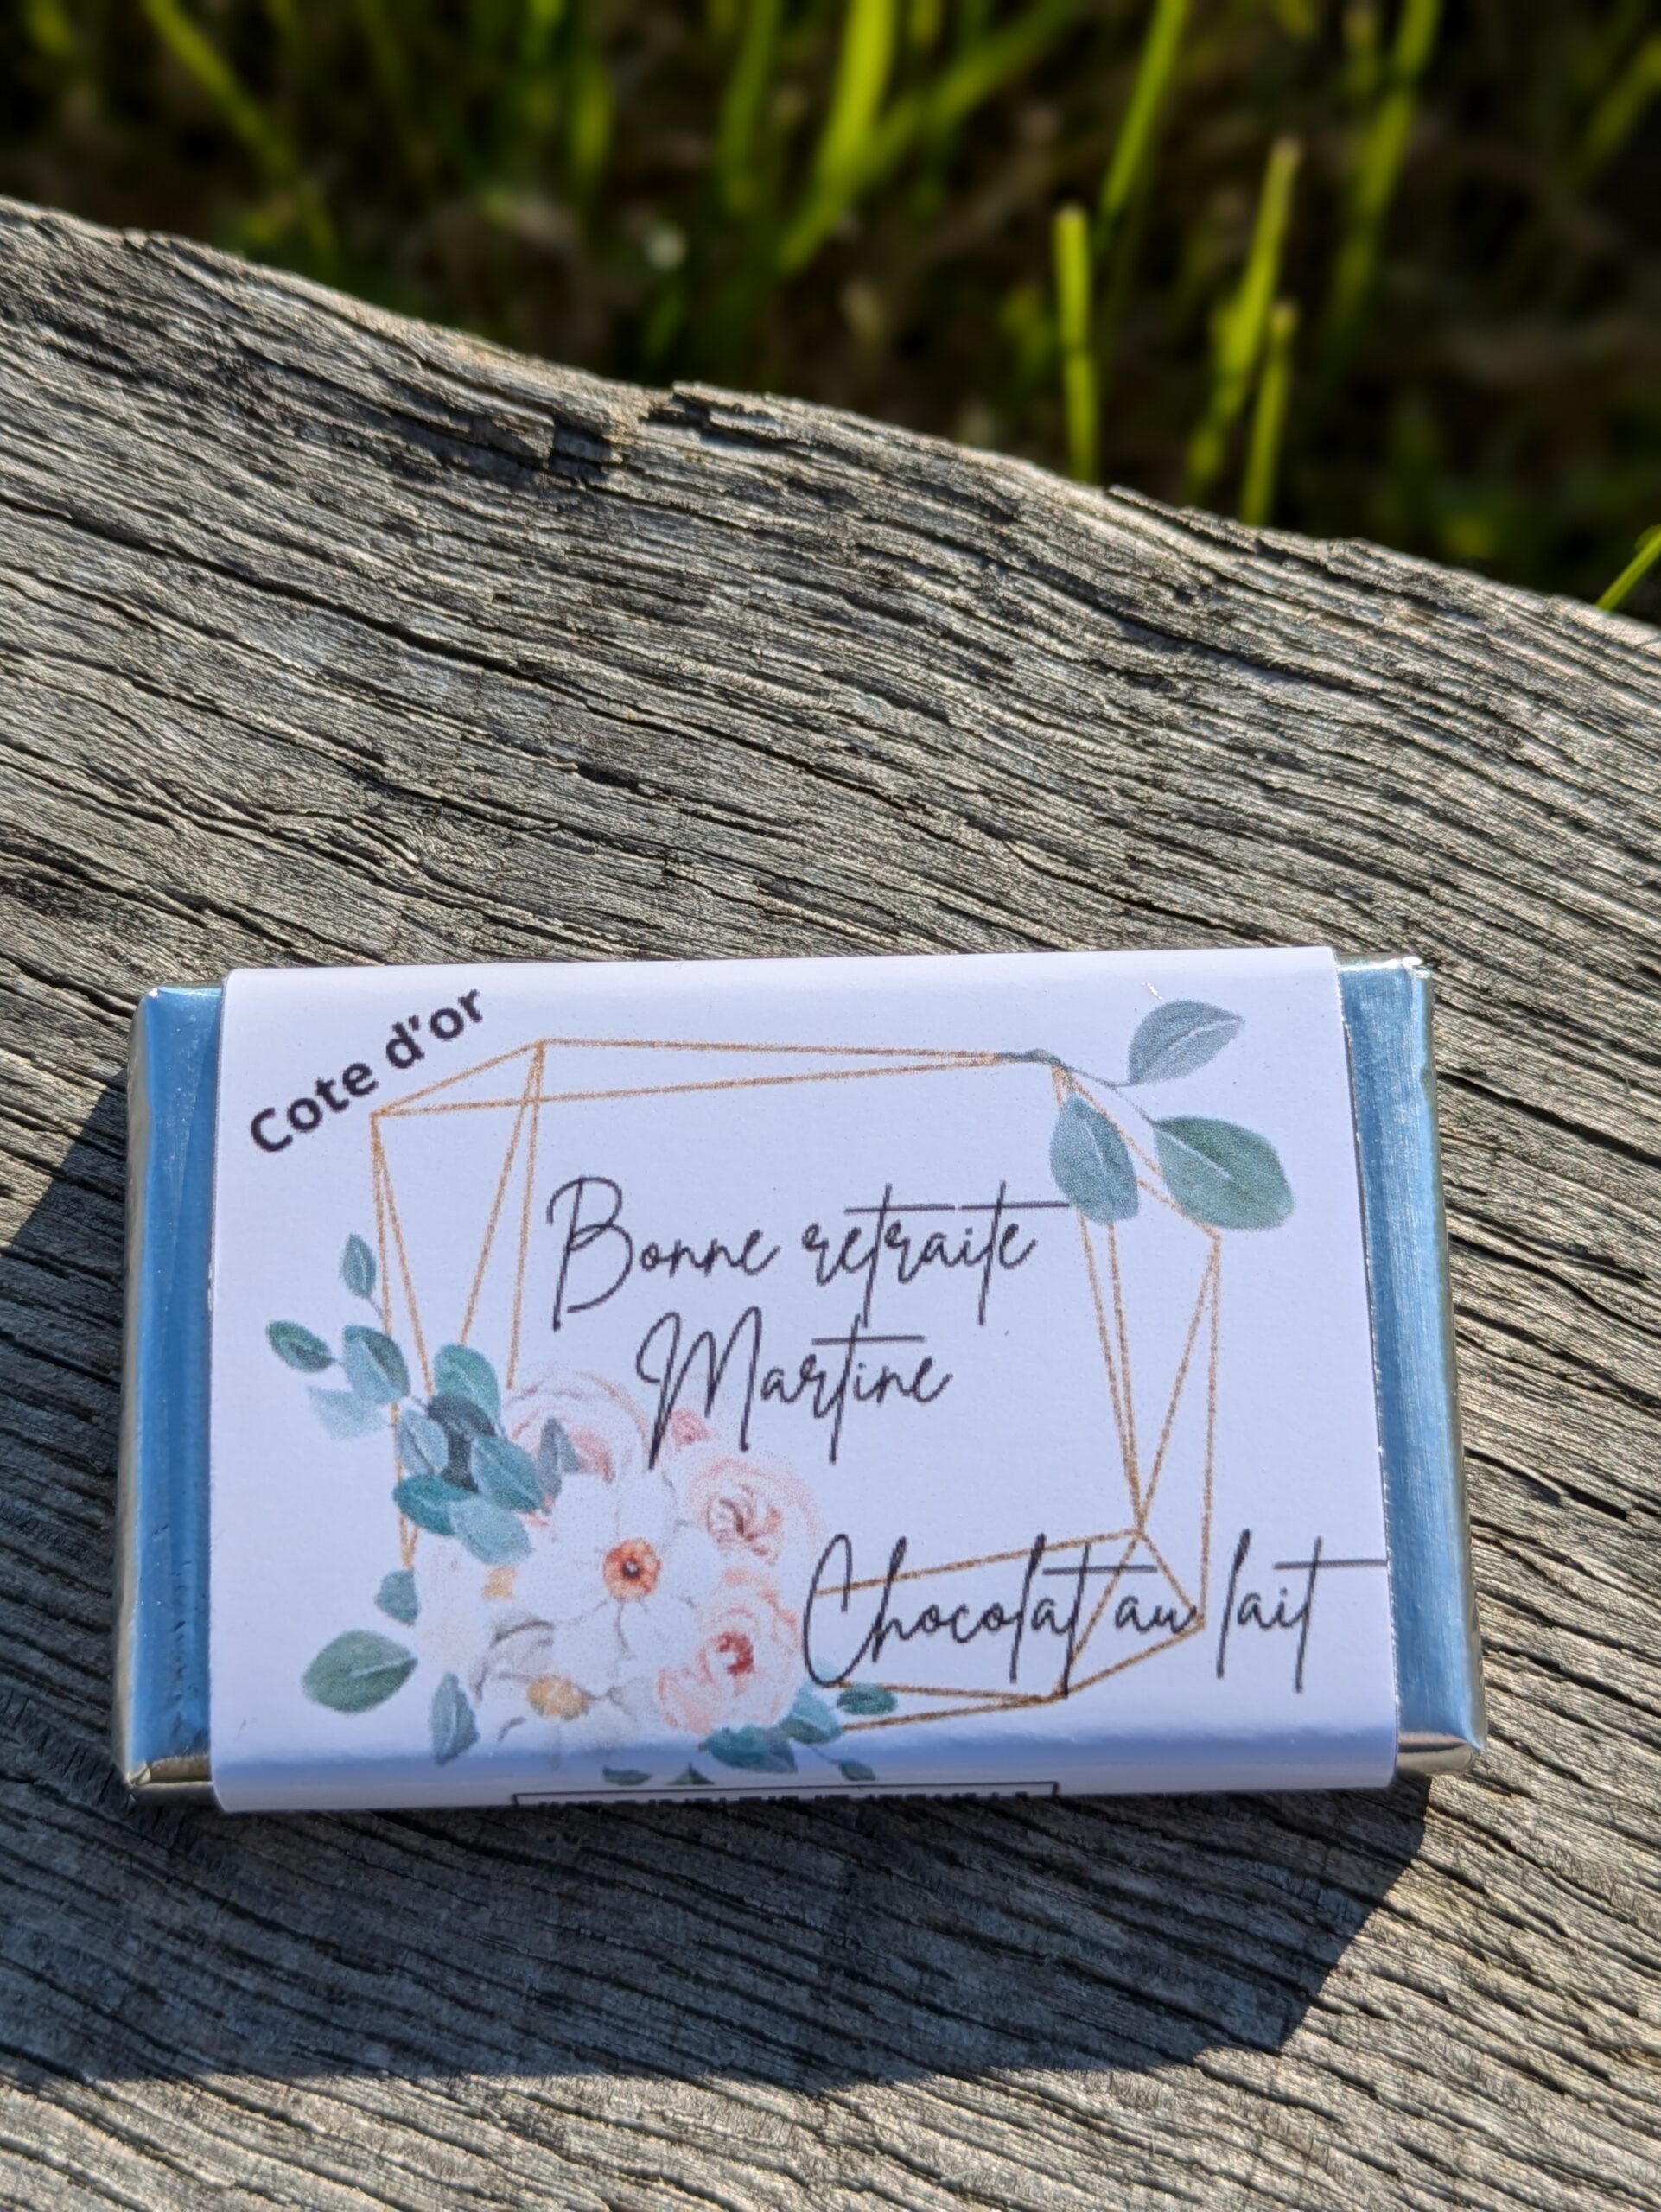 Cote d'or
Bonne retraite
Martine
Chocolat au lait